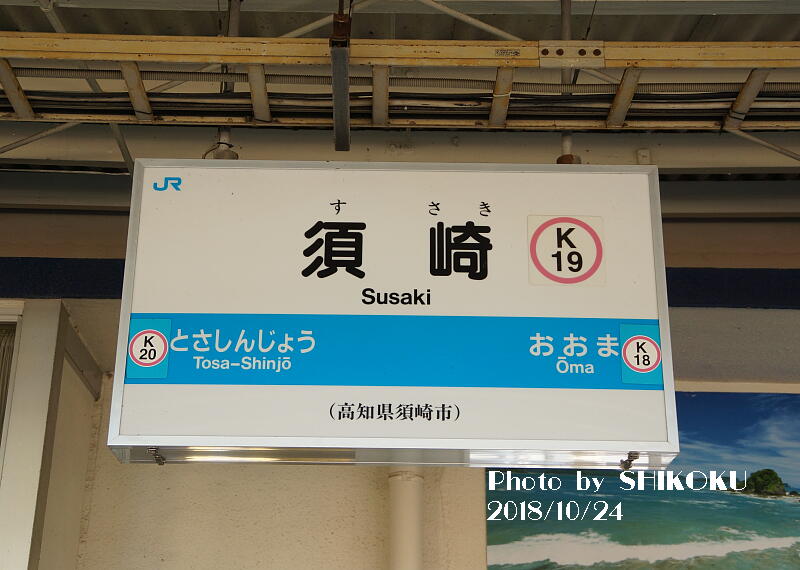 JR
す さき
須 崎
Susaki
K
19
K
20
とさしんじょう
Tosa–Shinjō
おおま
Ōma
K
18
(高知県須崎市)
Photo by SHIKOKU
2018/10/24